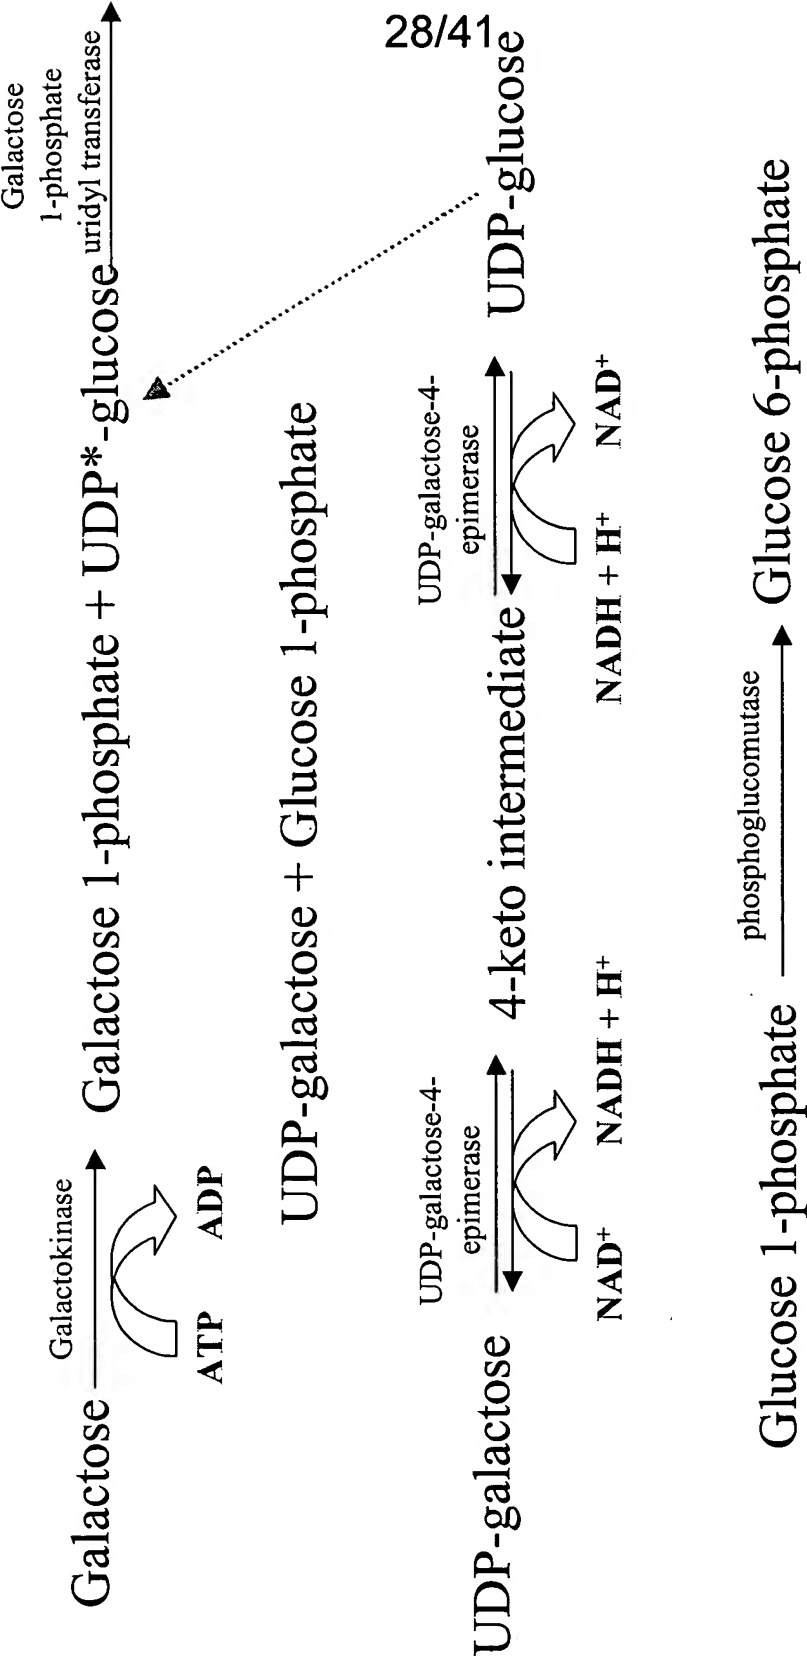 28/41
Galactose
Galactokinase
ATP
ADP
Galactose 1-phosphate + UDP*-glucose
Galactose
1-phosphate
uridyl transferase
UDP-galactose + Glucose 1-phosphate
UDP-galactose
UDP-galactose-4-
epimerase
NAD+
NADH + H+
4-keto intermediate
UDP-galactose-4-
epimerase
NADH + H+
NAD+
UDP-glucose
Glucose 1-phosphate
phosphoglucomutase
Glucose 6-phosphate